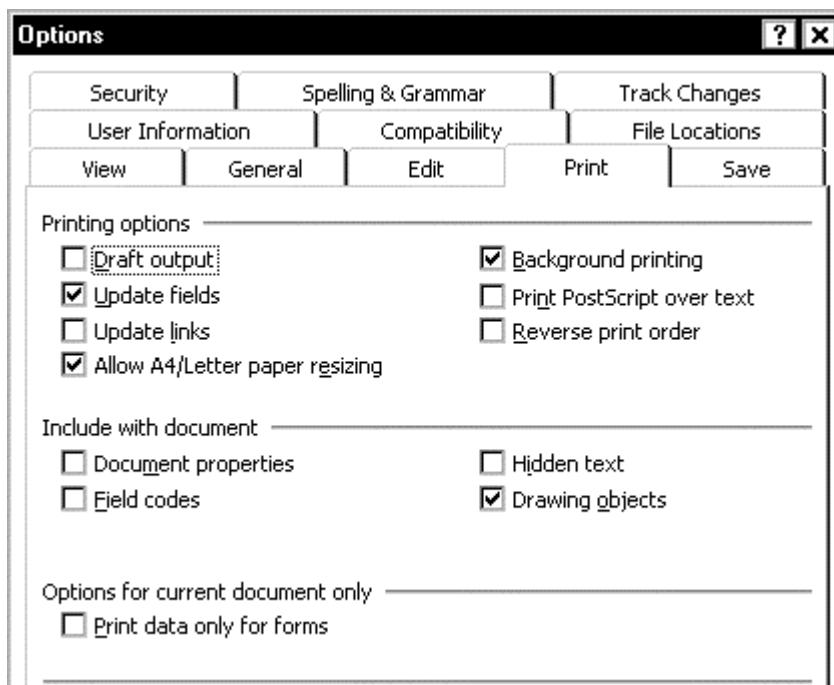 Options
Security Spelling & Grammar Track Changes
User Information Compatibility File Locations
View General Edit Print Save
Printing options
Draft output Background printing
Update fields Print PostScript over text
Update links Reverse print order
Allow A4/Letter paper resizing
Include with document
Document properties Hidden text
Field codes Drawing objects
Options for current document only
Print data only for forms